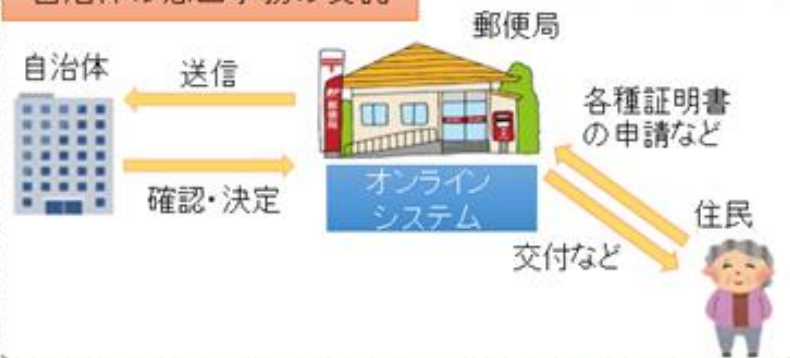 郵便局
自治体
送信
各種証明書
の申請など
確認・決定
オンライン
システム
住民
交付など